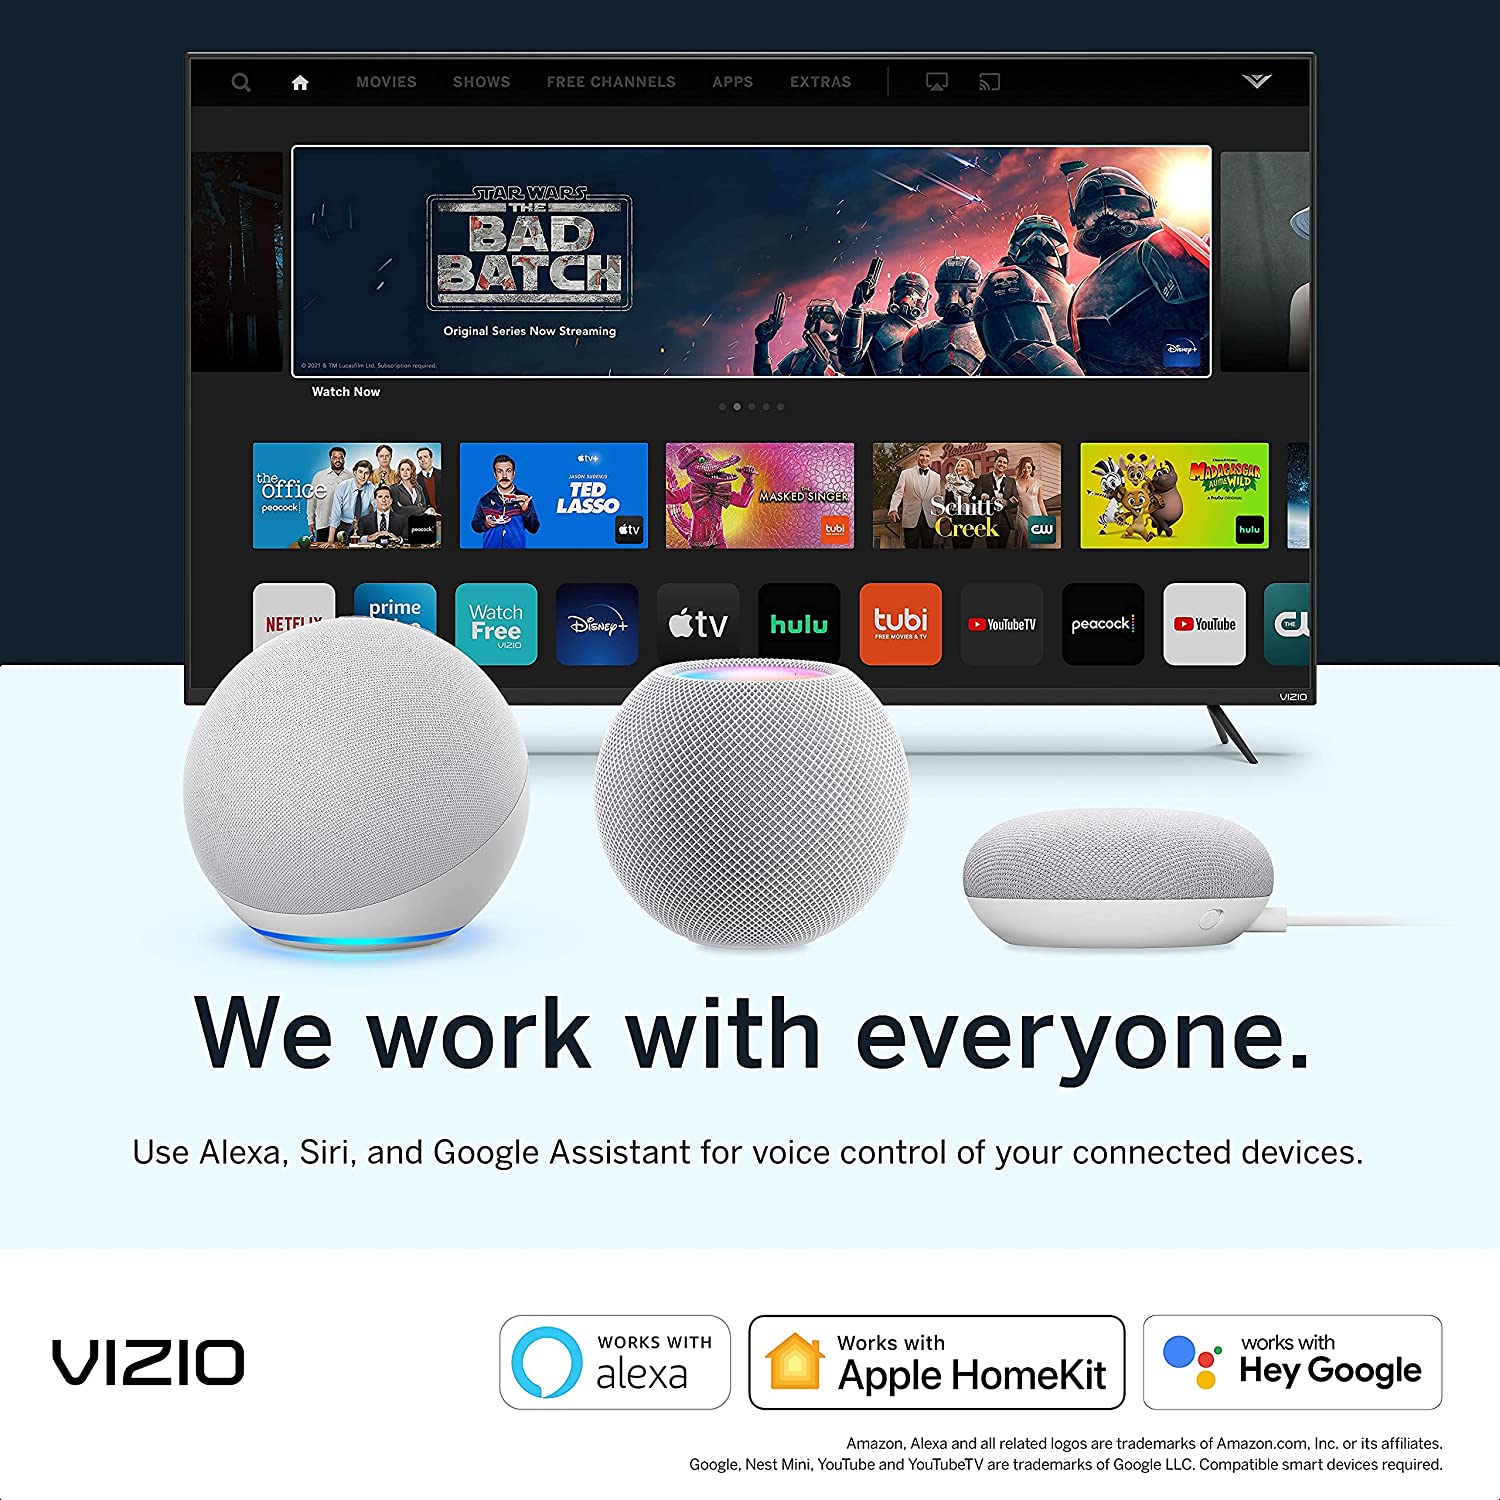 MOVIES SHOWS FREE CHANNELS APPS EXTRAS
STAR WARS
THE
BAD
BATCH
Original Series Now Streaming
© 2021 & TM Lucasfilm Ltd. Subscription required.
Disney+
Watch Now
the
office
peacock
peacock
tv+
JASON SUDEIKIS
TED
LASSO
tv
THE
MASKED SINGER
tubi
Rosebud
Schitt's
Creek
CW
DREAMWORKS
MADAGASCAR
A LITTLE WILD
A hulu ORIGINAL
hulu
NETFLIX
prime
Watch
Free
VIZIO
Disney+
tv
hulu
tubi
FREE MOVIES & TV
YouTubeTV
peacock
YouTube
THE
VIZIO
We work with everyone.
Use Alexa, Siri, and Google Assistant for voice control of your connected devices.
VIZIO
WORKS WITH
alexa
Works with
Apple HomeKit
works with
Hey Google
Amazon, Alexa and all related logos are trademarks of Amazon.com, Inc. or its affiliates.
Google, Nest Mini, YouTube and YouTubeTV are trademarks of Google LLC. Compatible smart devices required.